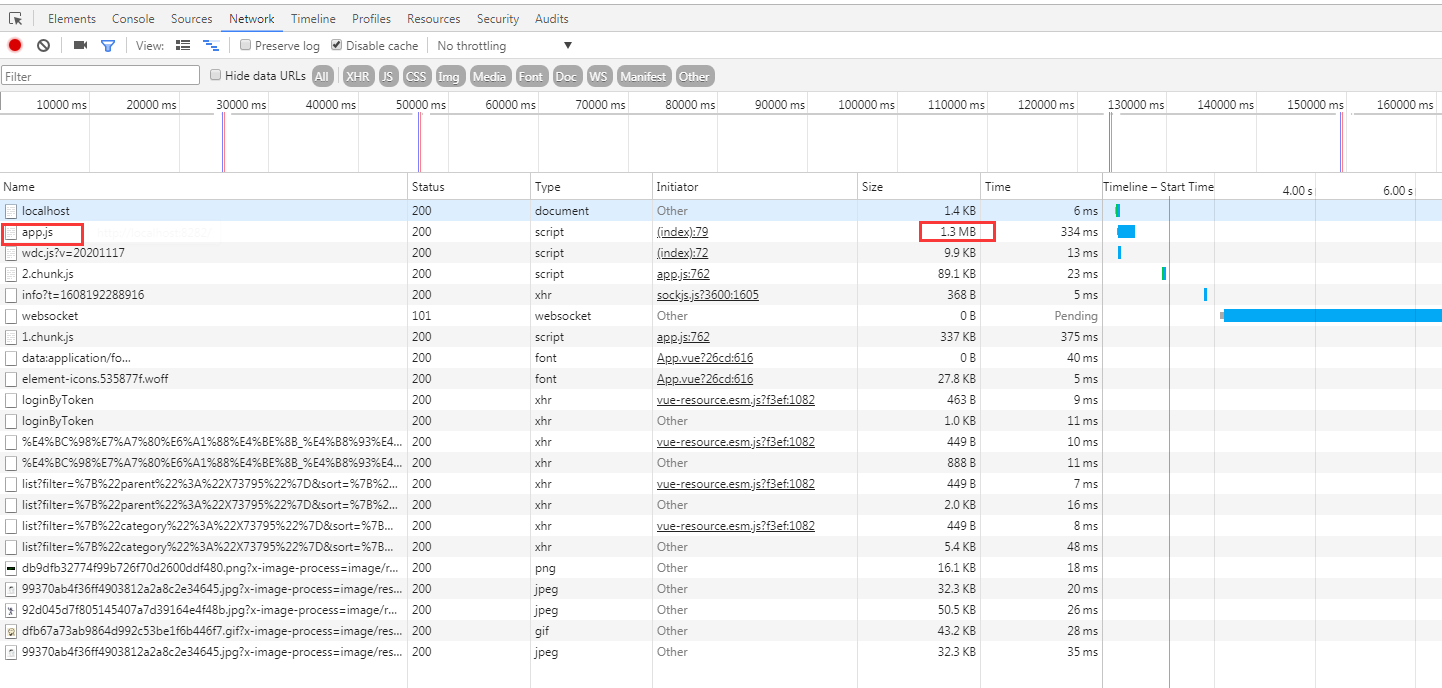 Elements Console Sources Network Timeline Profiles Resources Security Audits
View: Preserve log Disable cache No throttling
Filter Hide data URLs All XHR JS CSS Img Media Font Doc WS Manifest Other
10000 ms 20000 ms 30000 ms 40000 ms 50000 ms 60000 ms 70000 ms 80000 ms 90000 ms 100000 ms 110000 ms 120000 ms 130000 ms 140000 ms 150000 ms 160000 ms
Name Status Type Initiator Size Time Timeline – Start Time 4.00 s 6.00 s
localhost 200 document Other 1.4 KB 6 ms
app.js 200 script (index):79 1.3 MB 334 ms
wdc.js?v=20201117 200 script (index):72 9.9 KB 13 ms
2.chunk.js 200 script app.js:762 89.1 KB 23 ms
info?t=1608192288916 200 xhr sockjs.js?3600:1605 368 B 5 ms
websocket 101 websocket Other 0 B Pending
1.chunk.js 200 script app.js:762 337 KB 375 ms
data:application/fo... 200 font App.vue?26cd:616 0 B 40 ms
element-icons.535877f.woff 200 font App.vue?26cd:616 27.8 KB 5 ms
loginByToken 200 xhr vue-resource.esm.js?f3ef:1082 463 B 9 ms
loginByToken 200 xhr Other 1.0 KB 11 ms
%E4%BC%98%E7%A7%80%E6%A1%88%E4%BE%8B_%E4%B8%93%E4... 200 xhr vue-resource.esm.js?f3ef:1082 449 B 10 ms
%E4%BC%98%E7%A7%80%E6%A1%88%E4%BE%8B_%E4%B8%93%E4... 200 xhr Other 888 B 11 ms
list?filter=%7B%22parent%22%3A%22X73795%22%7D&sort=%7B%2... 200 xhr vue-resource.esm.js?f3ef:1082 449 B 7 ms
list?filter=%7B%22parent%22%3A%22X73795%22%7D&sort=%7B%2... 200 xhr Other 2.0 KB 16 ms
list?filter=%7B%22category%22%3A%22X73795%22%7D&sort=%7B... 200 xhr vue-resource.esm.js?f3ef:1082 449 B 8 ms
list?filter=%7B%22category%22%3A%22X73795%22%7D&sort=%7B... 200 xhr Other 5.4 KB 48 ms
db9dfb32774f99b726f70d2600ddf480.png?x-image-process=image/r... 200 png Other 16.1 KB 18 ms
99370ab4f36ff4903812a2a8c2e34645.jpg?x-image-process=image/res... 200 jpeg Other 32.3 KB 20 ms
92d045d7f805145407a7d39164e4f48b.jpg?x-image-process=image/r... 200 jpeg Other 50.5 KB 26 ms
dfb67a73ab9864d992c53be1f6b446f7.gif?x-image-process=image/res... 200 gif Other 43.2 KB 28 ms
99370ab4f36ff4903812a2a8c2e34645.jpg?x-image-process=image/res... 200 jpeg Other 32.3 KB 35 ms